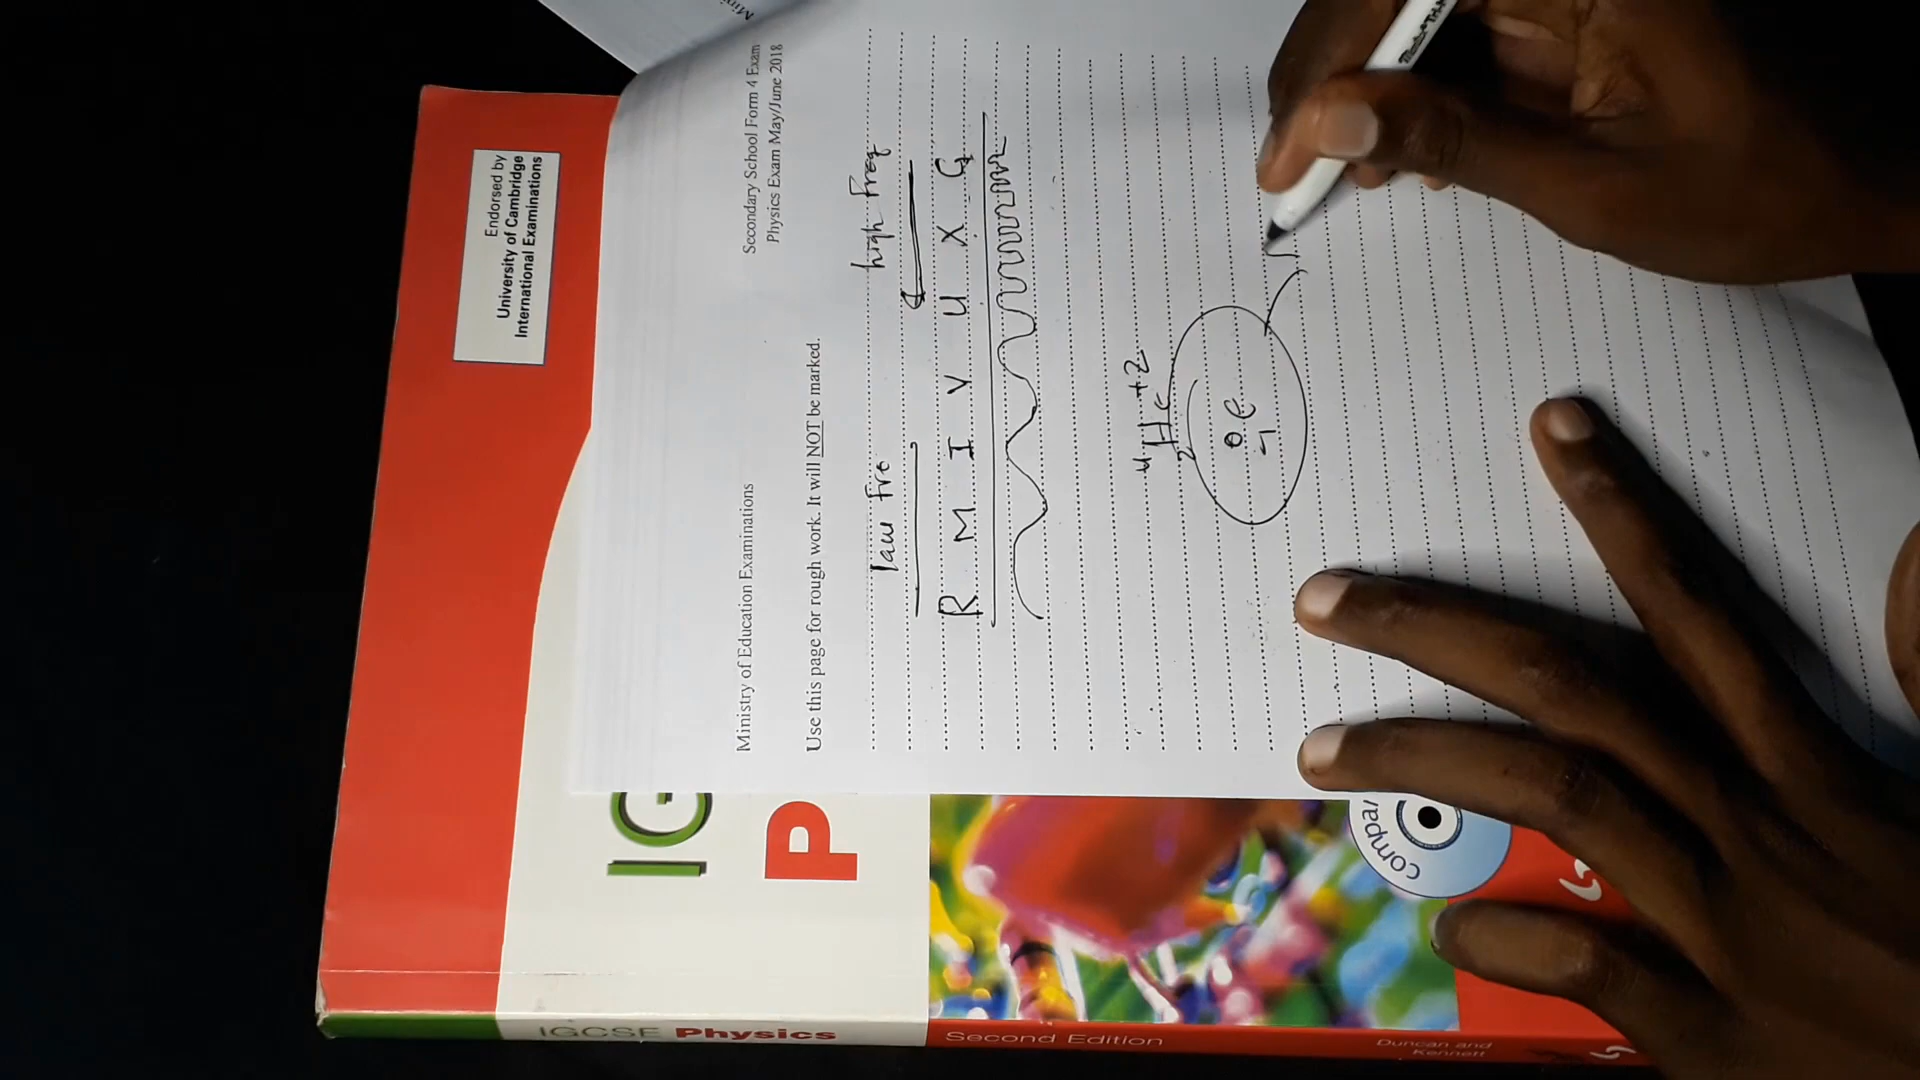 Endorsed by
University of Cambridge
International Examinations
IG
P
Ministry of Education Examinations
Secondary School Form 4 Exam
Physics Exam May/June 2018
Use this page for rough work. It will NOT be marked.
law Fre high Freq
R M I V U X G
4 He +2
2
0 e
-1
compa
IGCSE Physics Second Edition Duncan and
Kennett